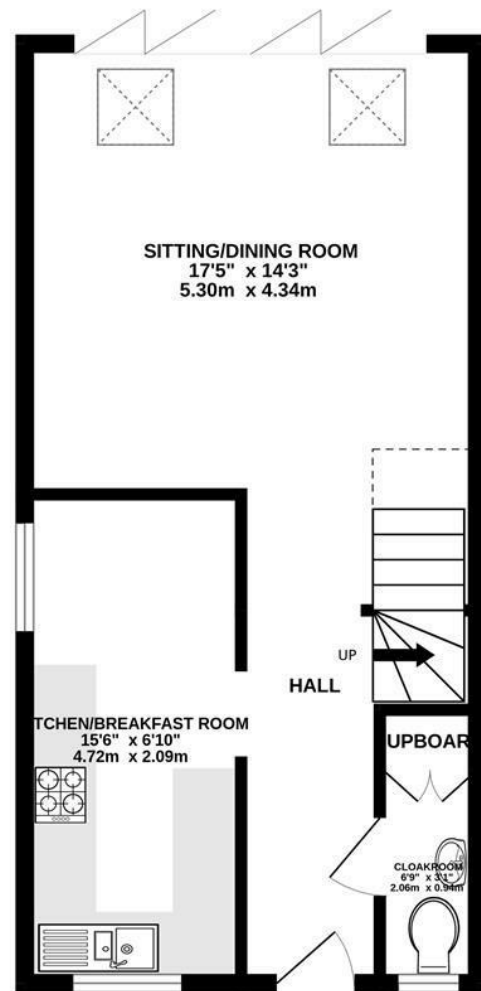 SITTING/DINING ROOM
17'5" x 14'3"
5.30m x 4.34m
UP
HALL
TCHEN/BREAKFAST ROOM
15'6" x 6'10"
4.72m x 2.09m
UPBOAR
CLOAKROOM
6'9" x 3'1"
2.06m x 0.94m